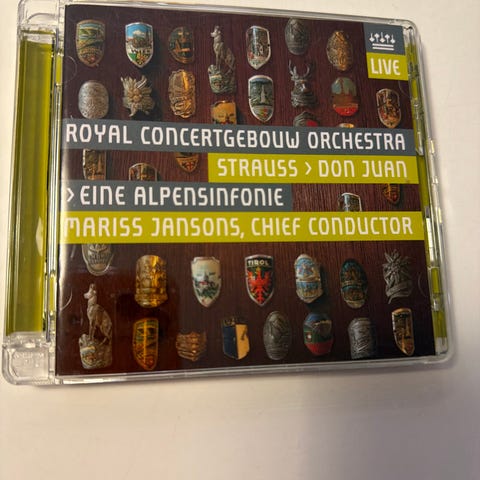 LIVE
ROYAL CONCERTGEBOUW ORCHESTRA
STRAUSS > DON JUAN
> EINE ALPENSINFONIE
MARISS JANSONS, CHIEF CONDUCTOR
TIROL